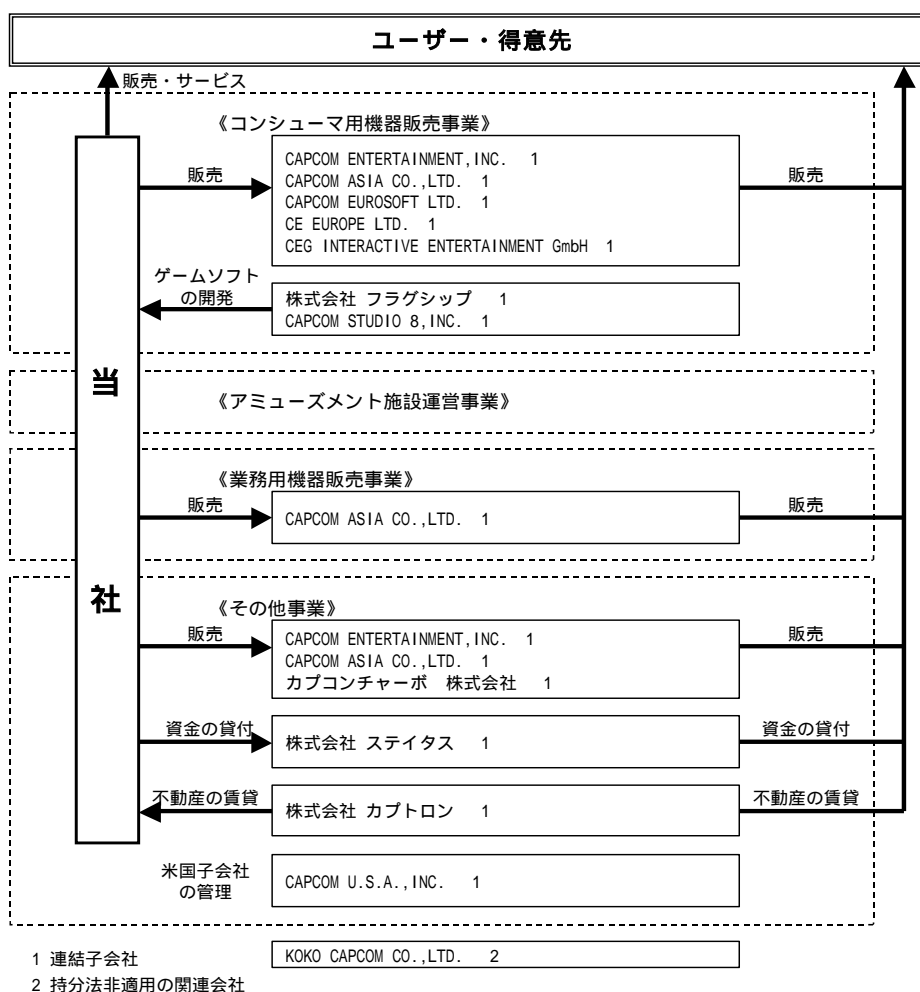 ユーザー・得意先
販売・サービス
《コンシューマ用機器販売事業》
販売
CAPCOM ENTERTAINMENT,INC. 1
CAPCOM ASIA CO.,LTD. 1
CAPCOM EUROSOFT LTD. 1
CE EUROPE LTD. 1
CEG INTERACTIVE ENTERTAINMENT GmbH 1
販売
ゲームソフト
の開発
株式会社 フラグシップ 1
CAPCOM STUDIO 8,INC. 1
当
社
《アミューズメント施設運営事業》
《業務用機器販売事業》
販売
CAPCOM ASIA CO.,LTD. 1
販売
《その他事業》
販売
CAPCOM ENTERTAINMENT,INC. 1
CAPCOM ASIA CO.,LTD. 1
カプコンチャーボ 株式会社 1
販売
資金の貸付
株式会社 ステイタス 1
資金の貸付
不動産の賃貸
株式会社 カプトロン 1
不動産の賃貸
米国子会社
の管理
CAPCOM U.S.A.,INC. 1
KOKO CAPCOM CO.,LTD. 2
1 連結子会社
2 持分法非適用の関連会社